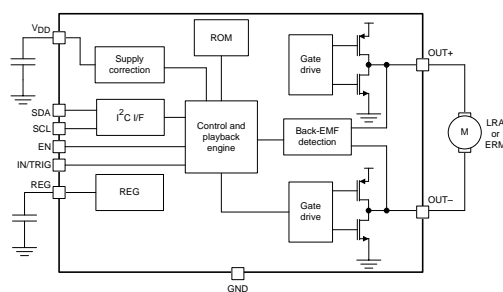 VDD
Supply
correction
ROM
Gate
drive
OUT+
SDA
SCL
I2C I/F
EN
IN/TRIG
Control and
playback
engine
Back-EMF
detection
M
LRA
or
ERM
REG
REG
Gate
drive
OUT–
GND